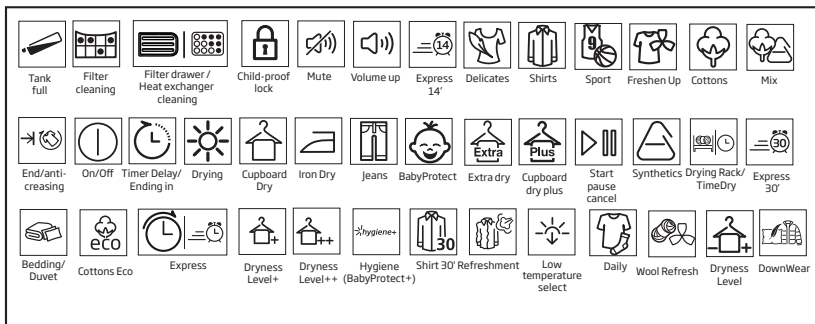 14
9
Tank full
Filter cleaning
Filter drawer / Heat exchanger cleaning
Child-proof lock
Mute
Volume up
Express 14'
Delicates
Shirts
Sport
Freshen Up
Cottons
Mix
Extra
Plus
30
End/anti-creasing
On/Off
Timer Delay/ Ending in
Drying
Cupboard Dry
Iron Dry
Jeans
BabyProtect
Extra dry
Cupboard dry plus
Start pause cancel
Synthetics
Drying Rack/ TimeDry
Express 30'
eco
+
++
hygiene+
30
- +
Bedding/ Duvet
Cottons Eco
Express
Dryness Level+
Dryness Level++
Hygiene (BabyProtect+)
Shirt 30'
Refreshment
Low temperature select
Daily
Wool Refresh
Dryness Level
DownWear